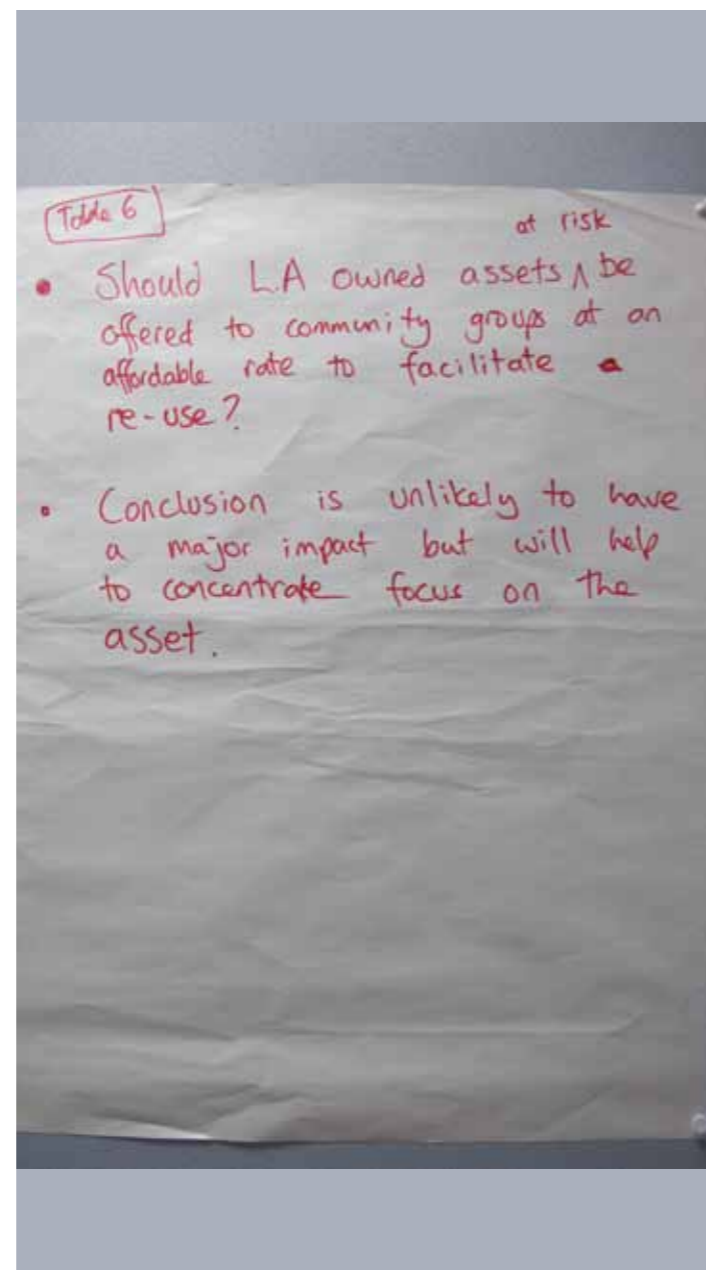 Table 6
at risk
• Should L.A owned assets ∧ be
offered to community groups at an
affordable rate to facilitate
re-use?
• Conclusion is unlikely to have
a major impact but will help
to concentrate focus on the
asset.